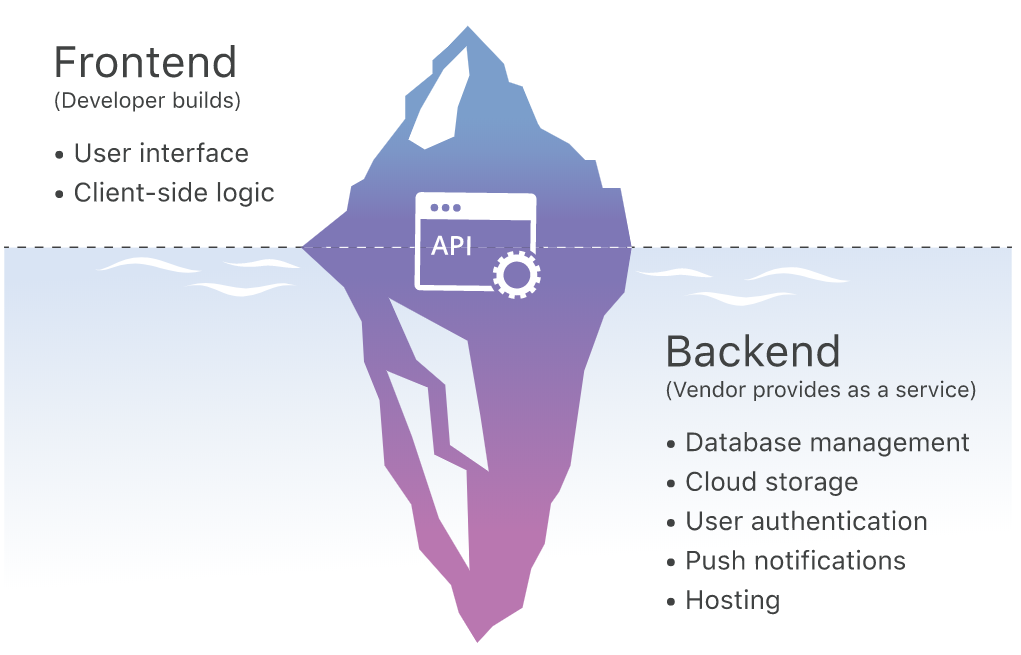 Frontend
(Developer builds)
• User interface
• Client-side logic
API
Backend
(Vendor provides as a service)
• Database management
• Cloud storage
• User authentication
• Push notifications
• Hosting